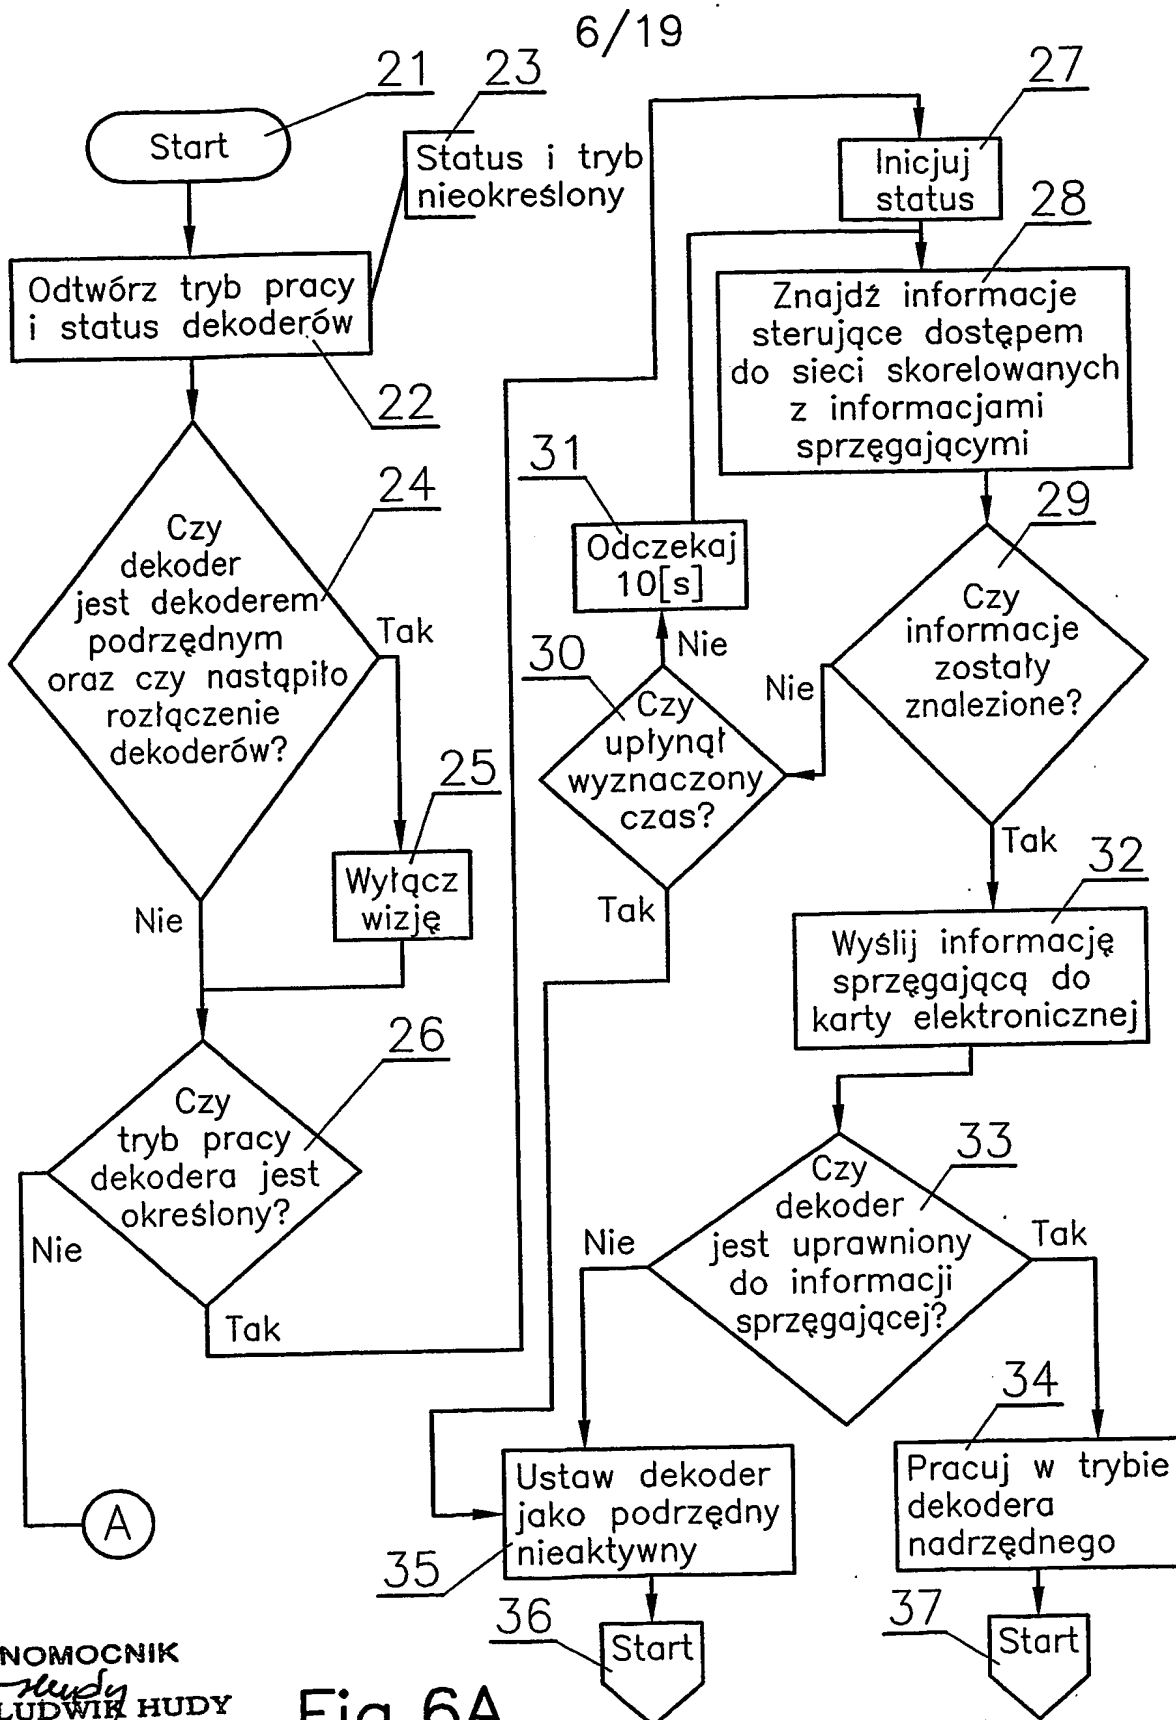 6/19
21
Start
23
Status i tryb
nieokreślony
Odtwórz tryb pracy
i status dekoderów
22
24
Czy
dekoder
jest dekoderem
podrzędnym
oraz czy nastąpiło
rozłączenie
dekoderów?
Tak
Nie
25
Wyłącz
wizję
26
Czy
tryb pracy
dekodera jest
określony?
Nie
Tak
A
27
Inicjuj
status
28
Znajdź informacje
sterujące dostępem
do sieci skorelowanych
z informacjami
sprzęgającymi
29
Czy
informacje
zostały
znalezione?
Nie
Tak
31
Odczekaj
10[s]
Nie
30
Czy
upłynął
wyznaczony
czas?
Tak
32
Wyślij informację
sprzęgającą do
karty elektronicznej
33
Czy
dekoder
jest uprawniony
do informacji
sprzęgającej?
Nie
Tak
34
Pracuj w trybie
dekodera
nadrzędnego
Ustaw dekoder
jako podrzędny
nieaktywny
35
36
Start
37
Start
NOMOCNIK
LUDWIK HUDY
Fig.6A